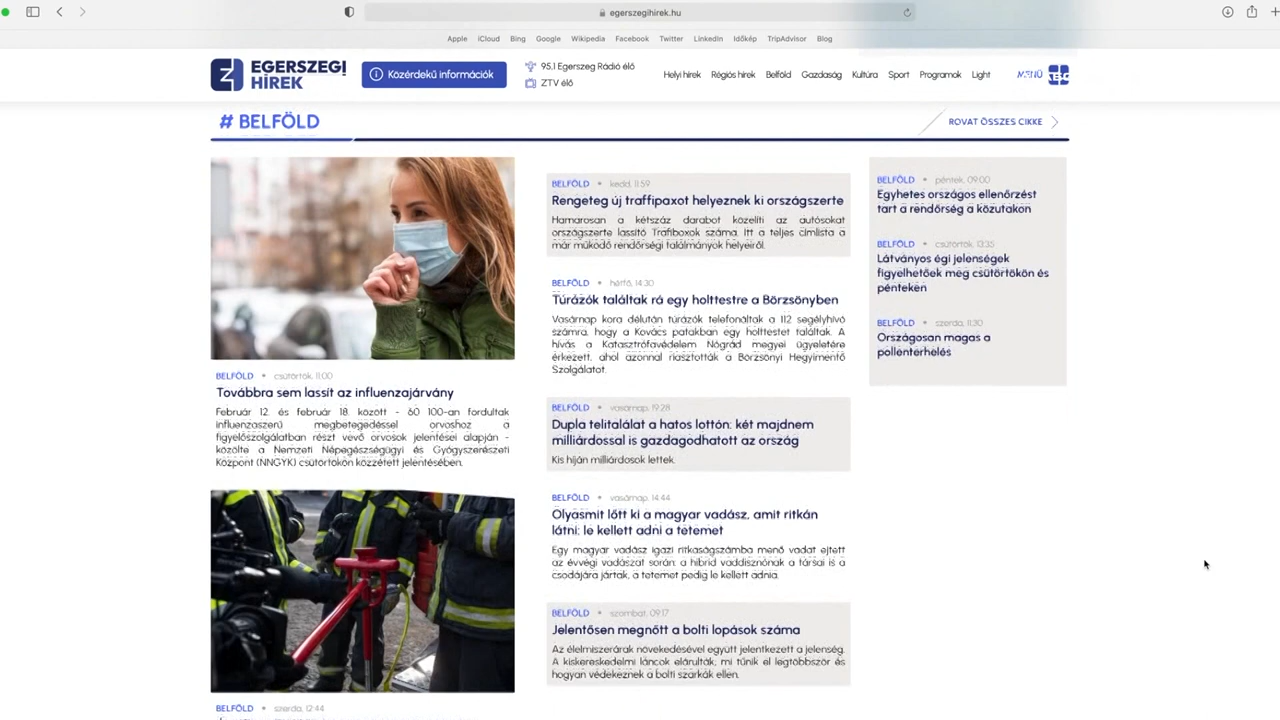 egerszegihirek.hu
Apple iCloud Bing Google Wikipedia Facebook Twitter LinkedIn Időkép TripAdvisor Blog
EGERSZEGI
HÍREK
Közérdekű információk
95,1 Egerszeg Rádió élő
ZTV élő
Helyi hírek Régiós hírek Belföld Gazdaság Kultúra Sport Programok Light
MENÜ
# BELFÖLD
ROVAT ÖSSZES CIKKE
BELFÖLD • csütörtök, 11:00
Továbbra sem lassít az influenzajárvány
Február 12. és február 18. között - 60 100-an fordultak
influenzaszerű megbetegedéssel orvoshoz a
figyelőszolgálatban részt vevő orvosok jelentései alapján -
közölte a Nemzeti Népegészségügyi és Gyógyszerészeti
Központ (NNGYK) csütörtökön közzétett jelentésében.
BELFÖLD • szerda, 12:44
BELFÖLD • kedd, 11:59
Rengeteg új traffipaxot helyeznek ki országszerte
Hamarosan a kétszáz darabot közelíti az autósokat
országszerte lassító Trafiboxok száma. Itt a teljes címlista a
már működő rendőrségi találmányok helyeiről.
BELFÖLD • hétfő, 14:30
Túrázók találtak rá egy holttestre a Börzsönyben
Vasárnap kora délután túrázók telefonáltak a 112 segélyhívó
számra, hogy a Kovács patakban egy holttestet találtak. A
hívás a Katasztrófavédelem Nógrád megyei ügyeletére
érkezett, ahol azonnal riasztották a Börzsönyi Hegyimentő
Szolgálatot.
BELFÖLD • vasárnap, 19:28
Dupla telitalálat a hatos lottón: két majdnem
milliárdossal is gazdagodhatott az ország
Kis híján milliárdosok lettek.
BELFÖLD • vasárnap, 14:44
Olyasmit lőtt ki a magyar vadász, amit ritkán
látni: le kellett adni a tetemet
Egy magyar vadász igazi ritkaságszámba menő vadat ejtett
az évvégi vadászat során: a hibrid vaddisznónak a társai is a
csodájára jártak, a tetemet pedig le kellett adnia.
BELFÖLD • szombat, 09:17
Jelentősen megnőtt a bolti lopások száma
Az élelmiszerárak növekedésével együtt jelentkezett a jelenség.
A kiskereskedelmi láncok elárulták, mi tűnik el legtöbbször és
hogyan védekeznek a bolti szarkák ellen.
BELFÖLD • péntek, 09:00
Egyhetes országos ellenőrzést
tart a rendőrség a közutakon
BELFÖLD • csütörtök, 13:35
Látványos égi jelenségek
figyelhetőek meg csütörtökön és
pénteken
BELFÖLD • szerda, 11:30
Országosan magas a
pollenterhelés